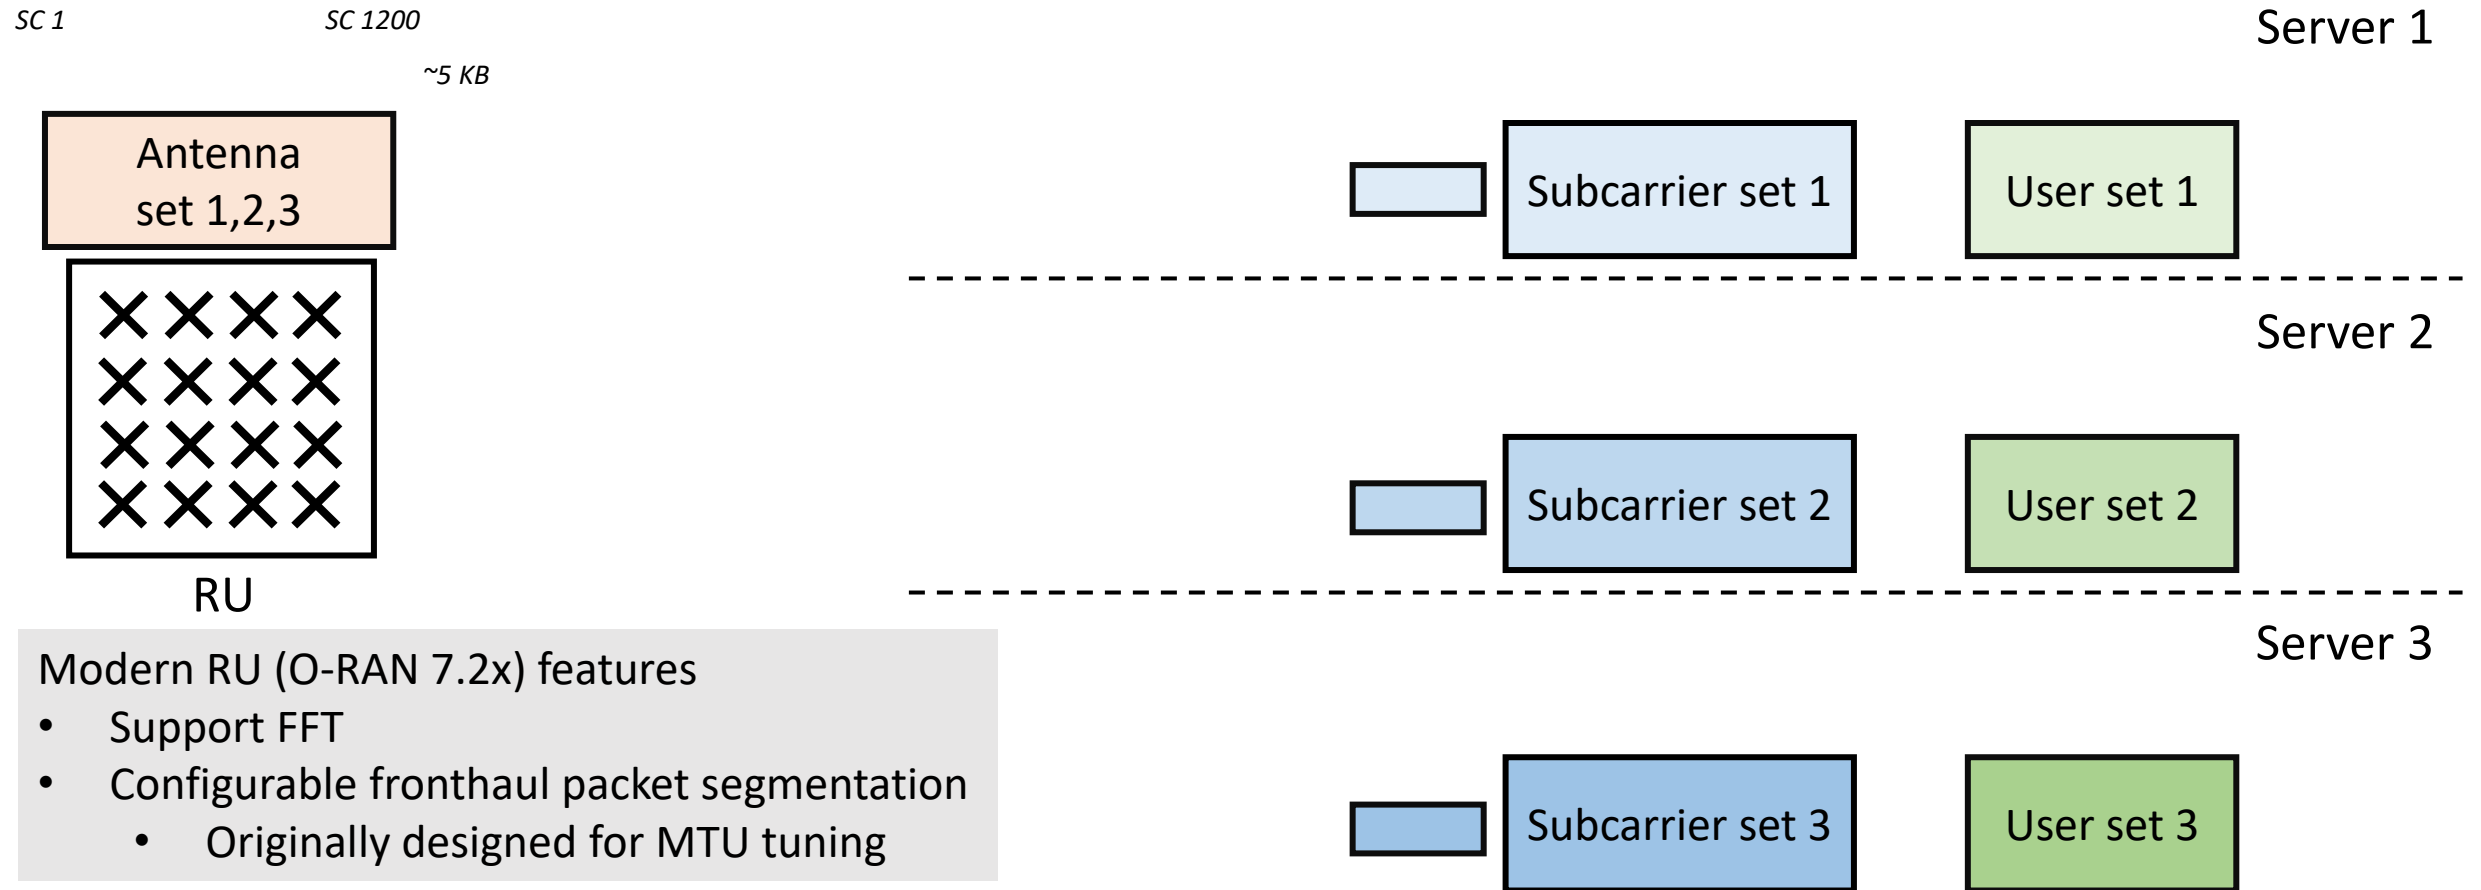 SC 1
SC 1200
~5 KB
Server 1
Antenna
set 1,2,3
Subcarrier set 1
User set 1
Server 2
Subcarrier set 2
User set 2
RU
Server 3
Modern RU (O-RAN 7.2x) features
• Support FFT
• Configurable fronthaul packet segmentation
• Originally designed for MTU tuning
Subcarrier set 3
User set 3